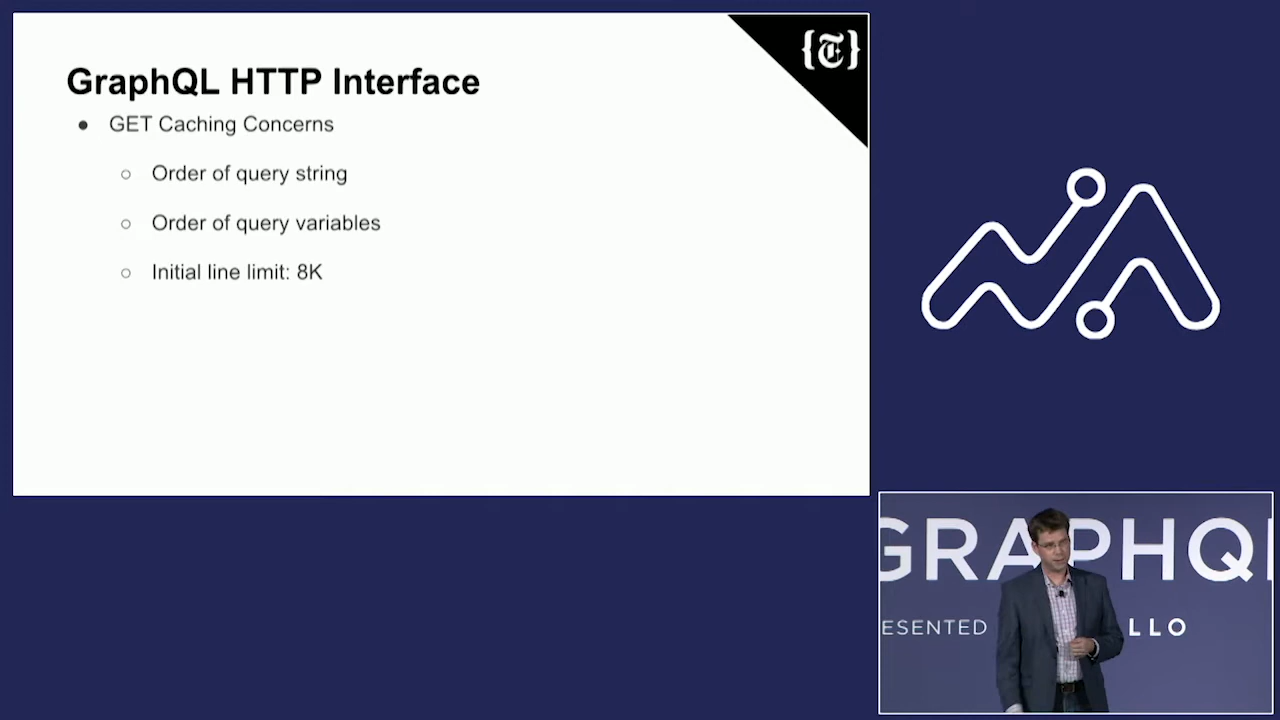 GraphQL HTTP Interface
{T}
● GET Caching Concerns
○ Order of query string
○ Order of query variables
○ Initial line limit: 8K
GRAPHQL
ESENTED LLO